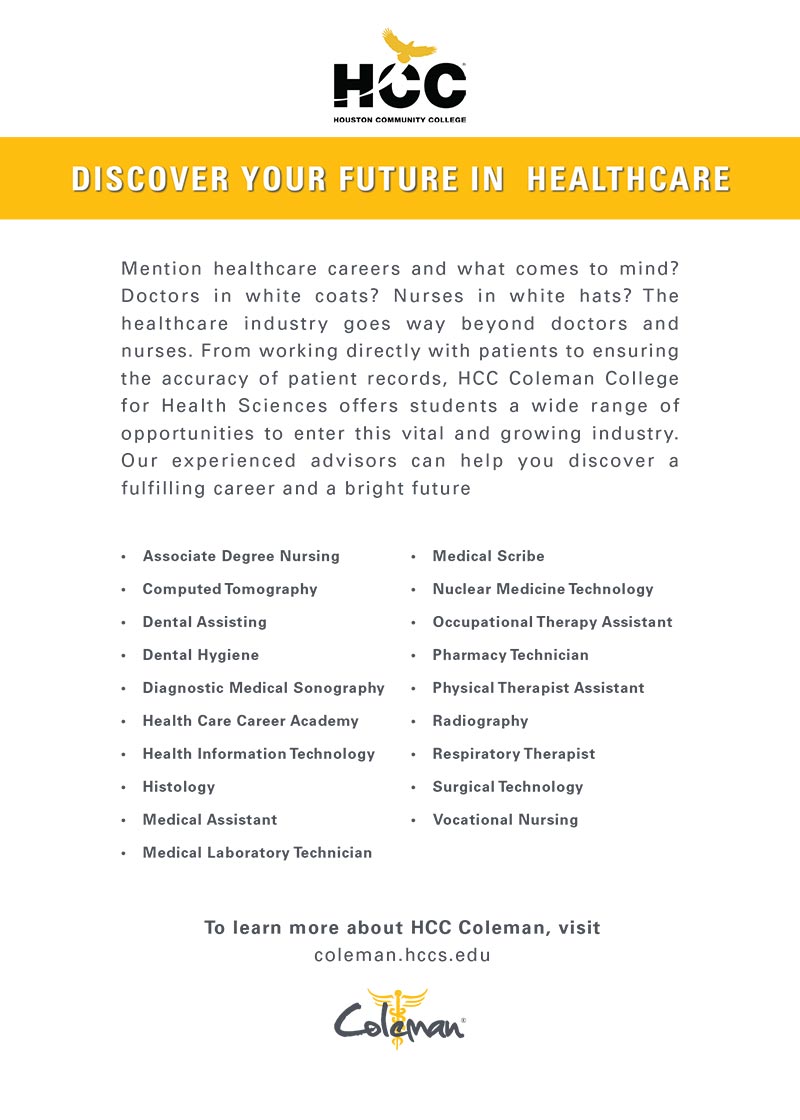 HCC®
HOUSTON COMMUNITY COLLEGE
DISCOVER YOUR FUTURE IN HEALTHCARE
Mention healthcare careers and what comes to mind?
Doctors in white coats? Nurses in white hats? The
healthcare industry goes way beyond doctors and
nurses. From working directly with patients to ensuring
the accuracy of patient records, HCC Coleman College
for Health Sciences offers students a wide range of
opportunities to enter this vital and growing industry.
Our experienced advisors can help you discover a
fulfilling career and a bright future
• Associate Degree Nursing
• Computed Tomography
• Dental Assisting
• Dental Hygiene
• Diagnostic Medical Sonography
• Health Care Career Academy
• Health Information Technology
• Histology
• Medical Assistant
• Medical Laboratory Technician
• Medical Scribe
• Nuclear Medicine Technology
• Occupational Therapy Assistant
• Pharmacy Technician
• Physical Therapist Assistant
• Radiography
• Respiratory Therapist
• Surgical Technology
• Vocational Nursing
To learn more about HCC Coleman, visit
coleman.hccs.edu
Coleman®